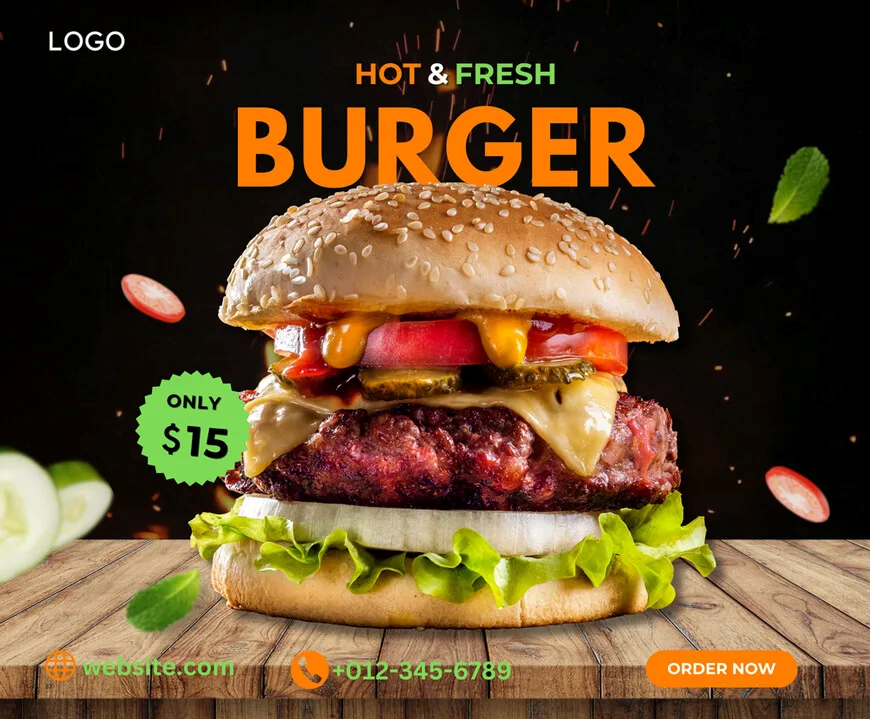 LOGO
HOT & FRESH
BURGER
ONLY
$15
website.com
+012-345-6789
ORDER NOW